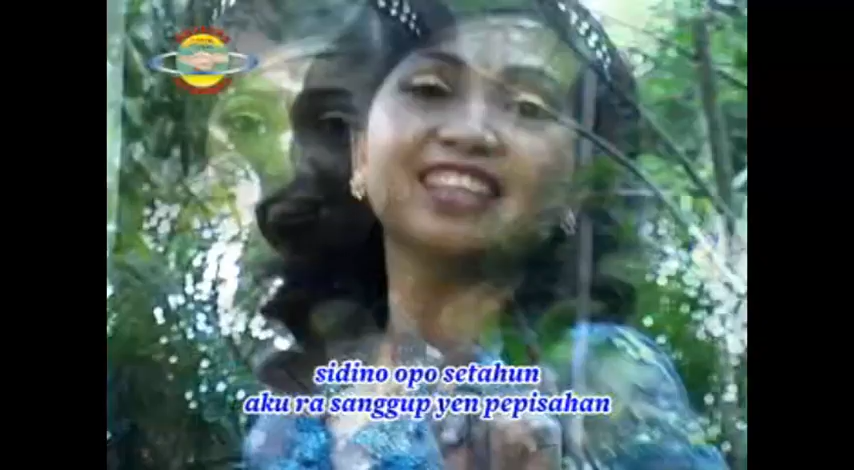 sidino opo setahun
aku ra sanggup yen pepisahan